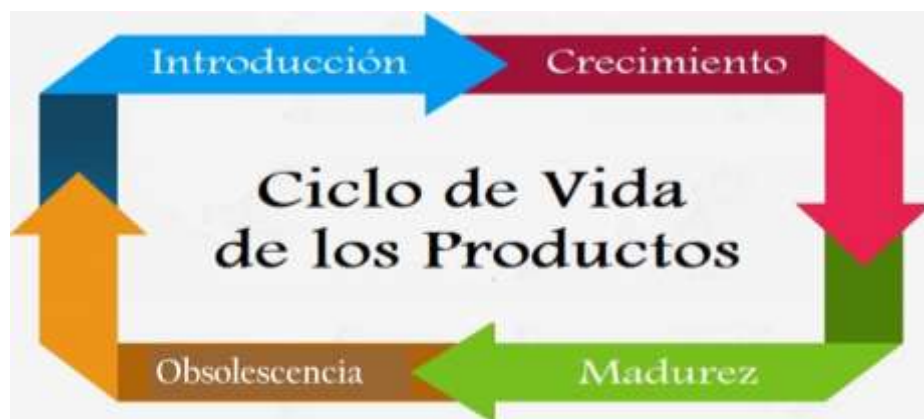 Introducción
Crecimiento
Ciclo de Vida
de los Productos
Obsolescencia
Madurez